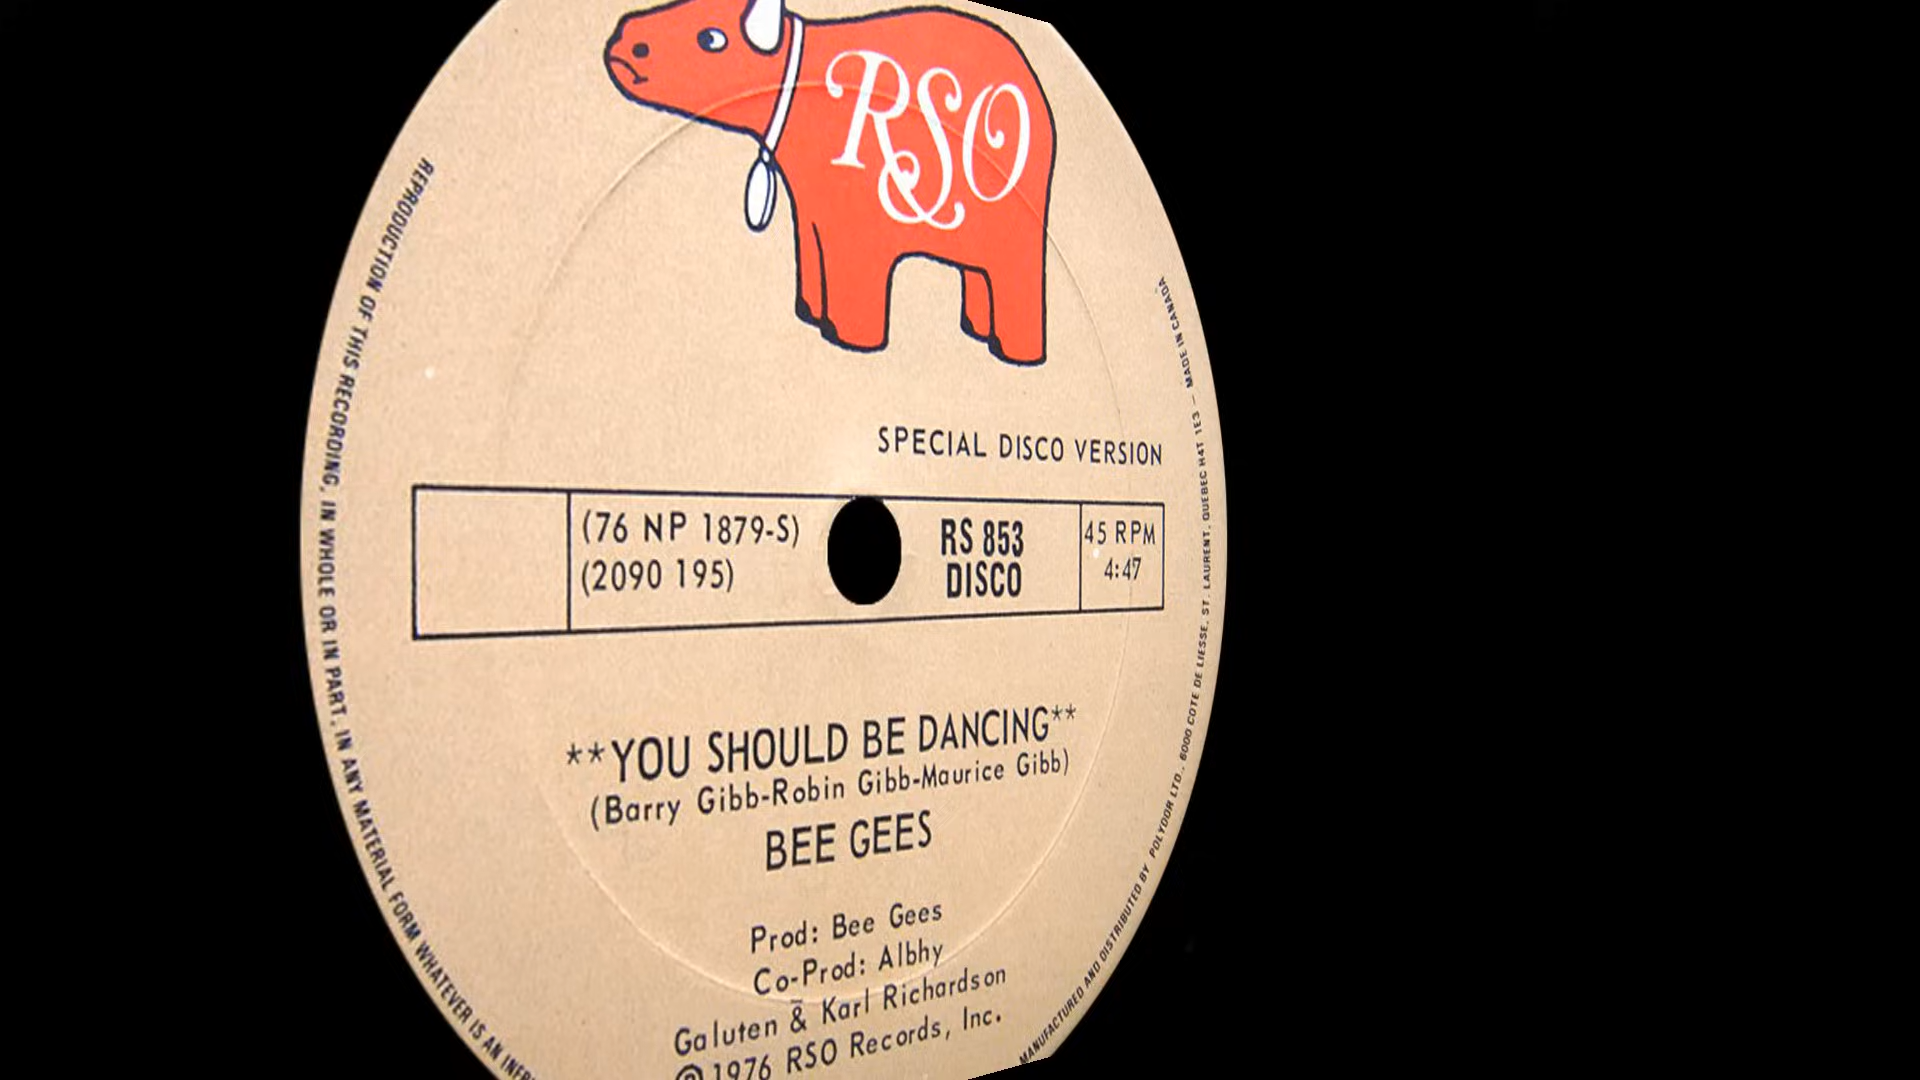 RSO
SPECIAL DISCO VERSION
(76 NP 1879-S)
(2090 195)
RS 853
DISCO
45 RPM
4:47
**YOU SHOULD BE DANCING**
(Barry Gibb-Robin Gibb-Maurice Gibb)
BEE GEES
Prod: Bee Gees
Co-Prod: Albhy
Galuten & Karl Richardson
℗ 1976 RSO Records, Inc.
REPRODUCTION OF THIS RECORDING, IN WHOLE OR IN PART, IN ANY MATERIAL FORM WHATEVER IS AN
MANUFACTURED AND DISTRIBUTED BY POLYDOR LTD., 6000 COTE DE LIESSE, ST. LAURENT, QUEBEC H4T 1E3 – MADE IN CANADA